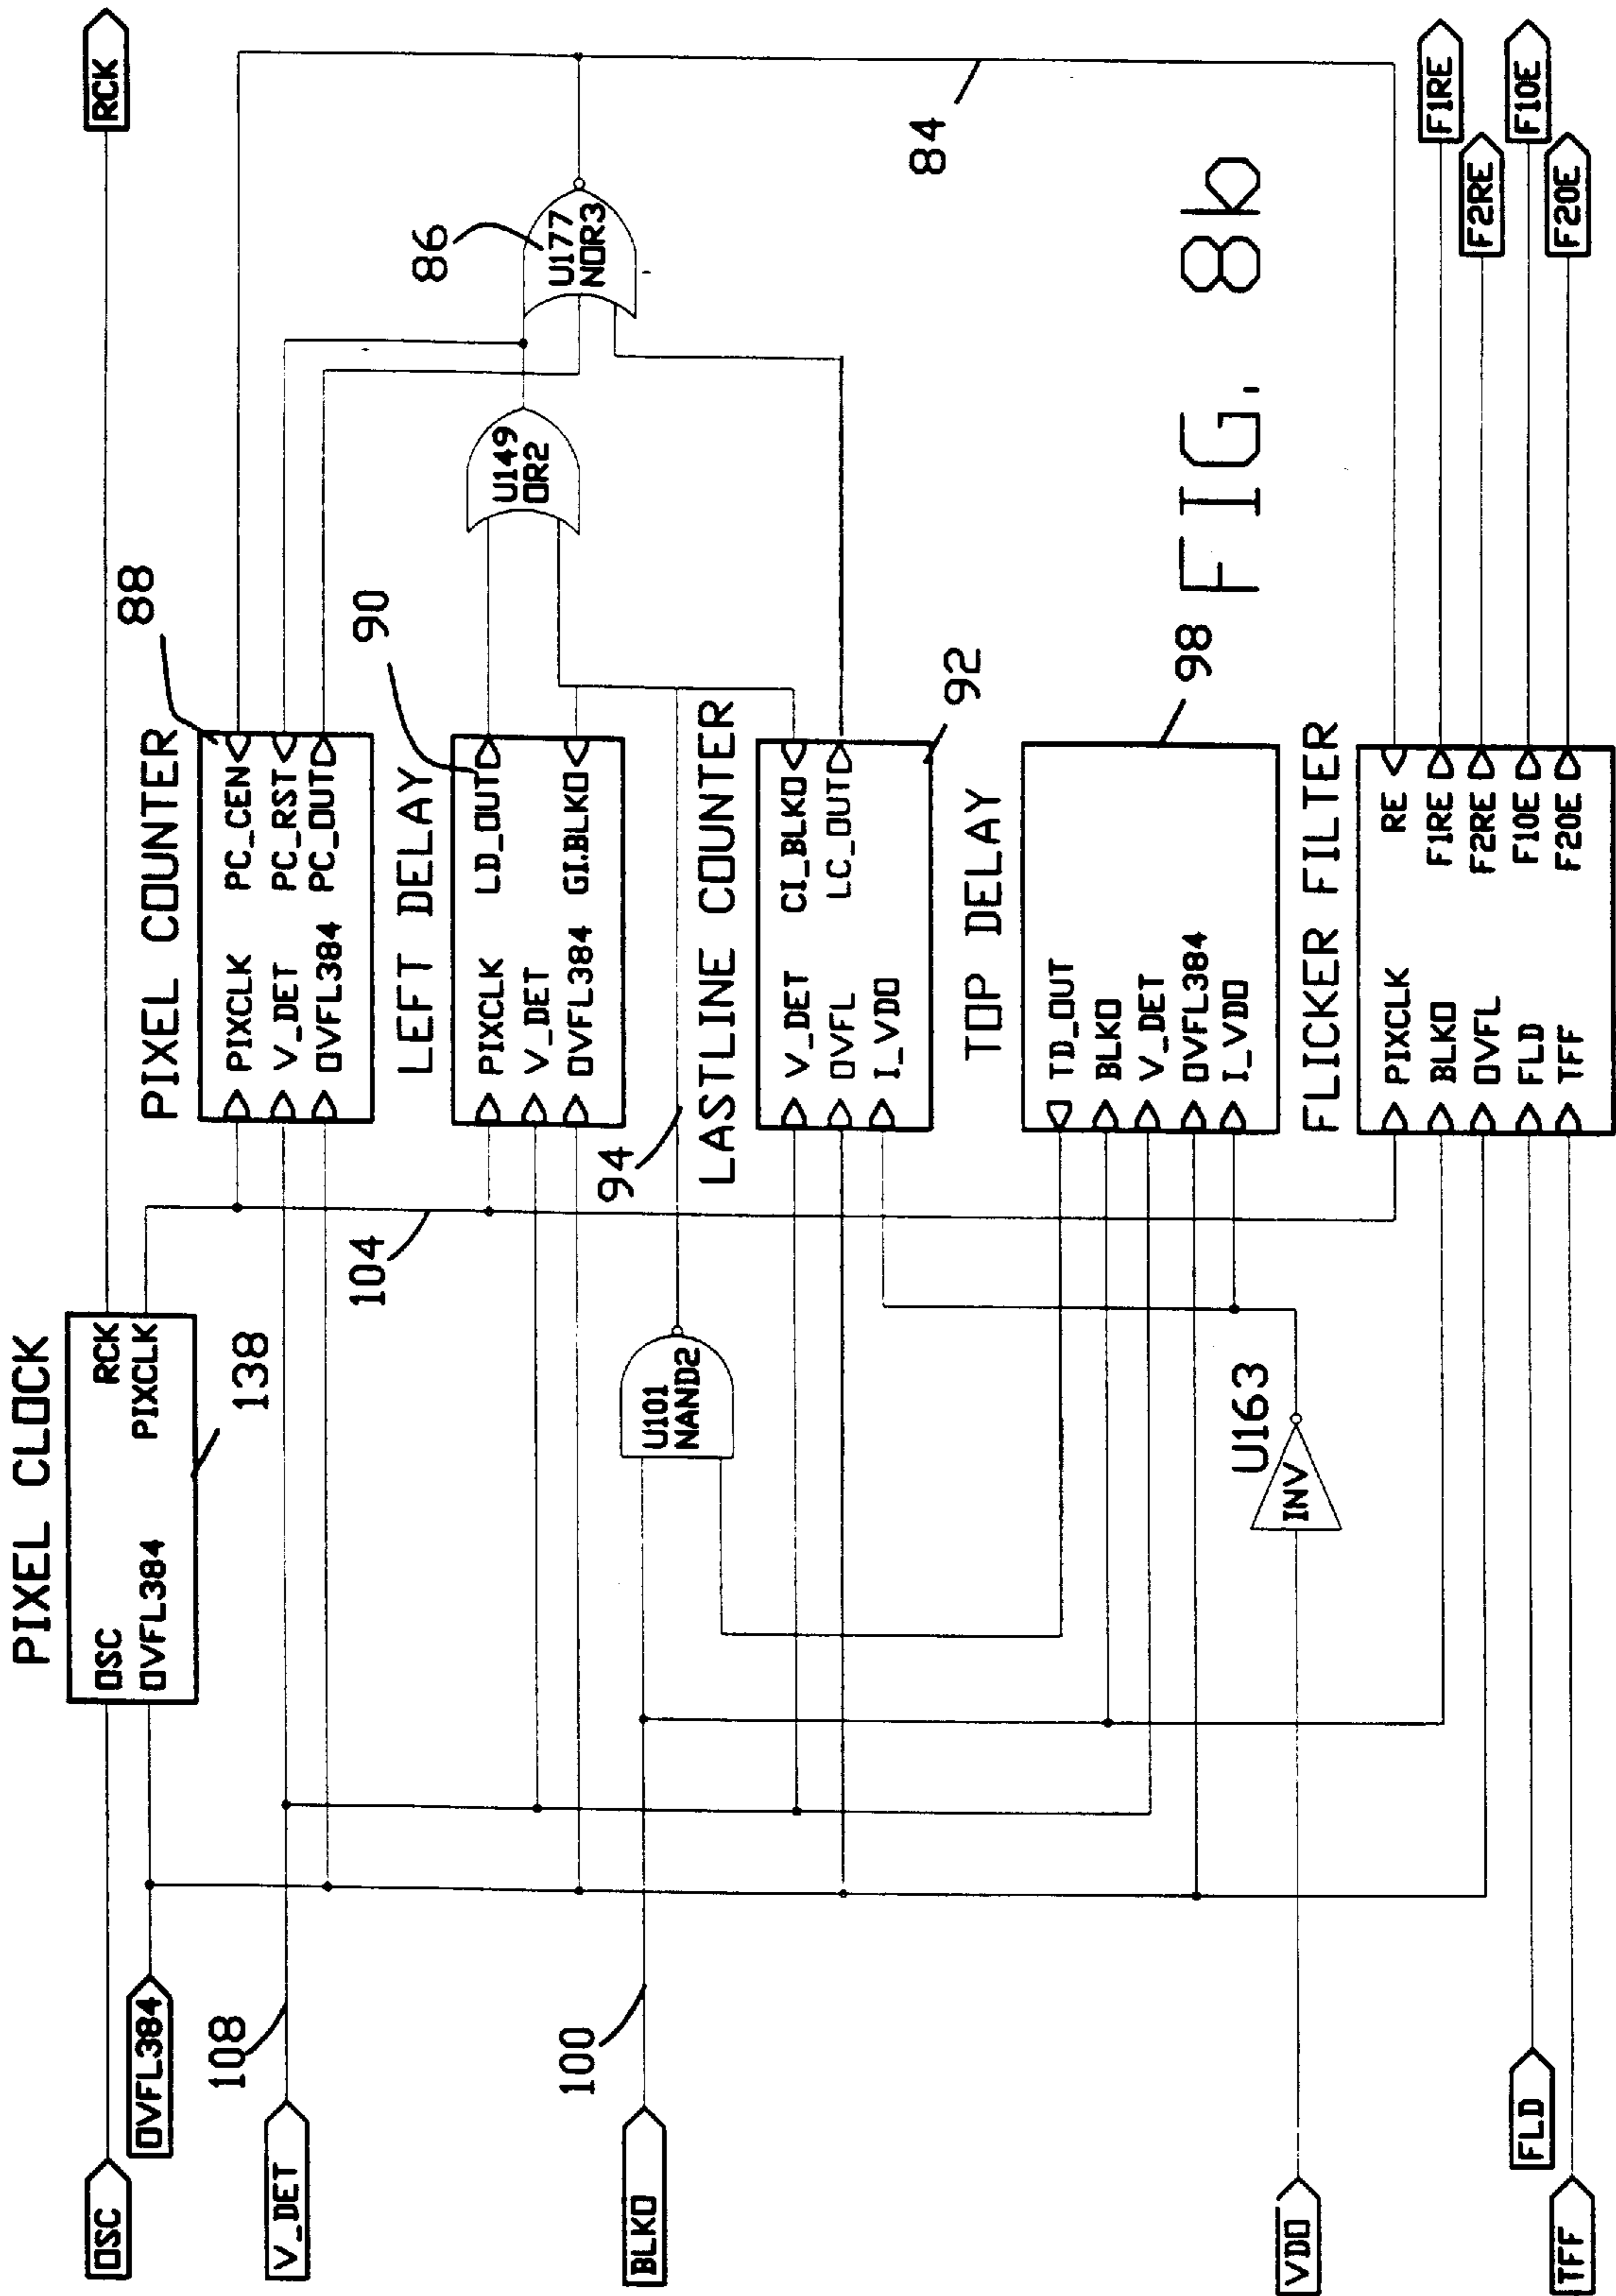 PIXEL CLOCK
OSC
RCK
OVFL384
PIXCLK
138
OSC
RCK
OVFL384
PIXEL COUNTER
88
PIXCLK PC_CEN
V_DET PC_RST
OVFL384 PC_OUT
104
108
V_DET
LEFT DELAY
90
PIXCLK LD_OUT
V_DET
OVFL384 GI.BLKO
U149
OR2
86
U177
NOR3
94
U101
NAND2
100
BLKO
LASTLINE COUNTER
92
V_DET CI_BLKO
OVFL LC_OUT
I_VDO
84
TOP DELAY
98
TD_OUT
BLKO
V_DET
OVFL384
I_VDO
FIG. 8b
U163
INV
VDO
FLICKER FILTER
PIXCLK RE
BLKO F1RE
OVFL F2RE
FLD F1OE
TFF F2OE
F1RE
F2RE
F1OE
F2OE
FLD
TFF